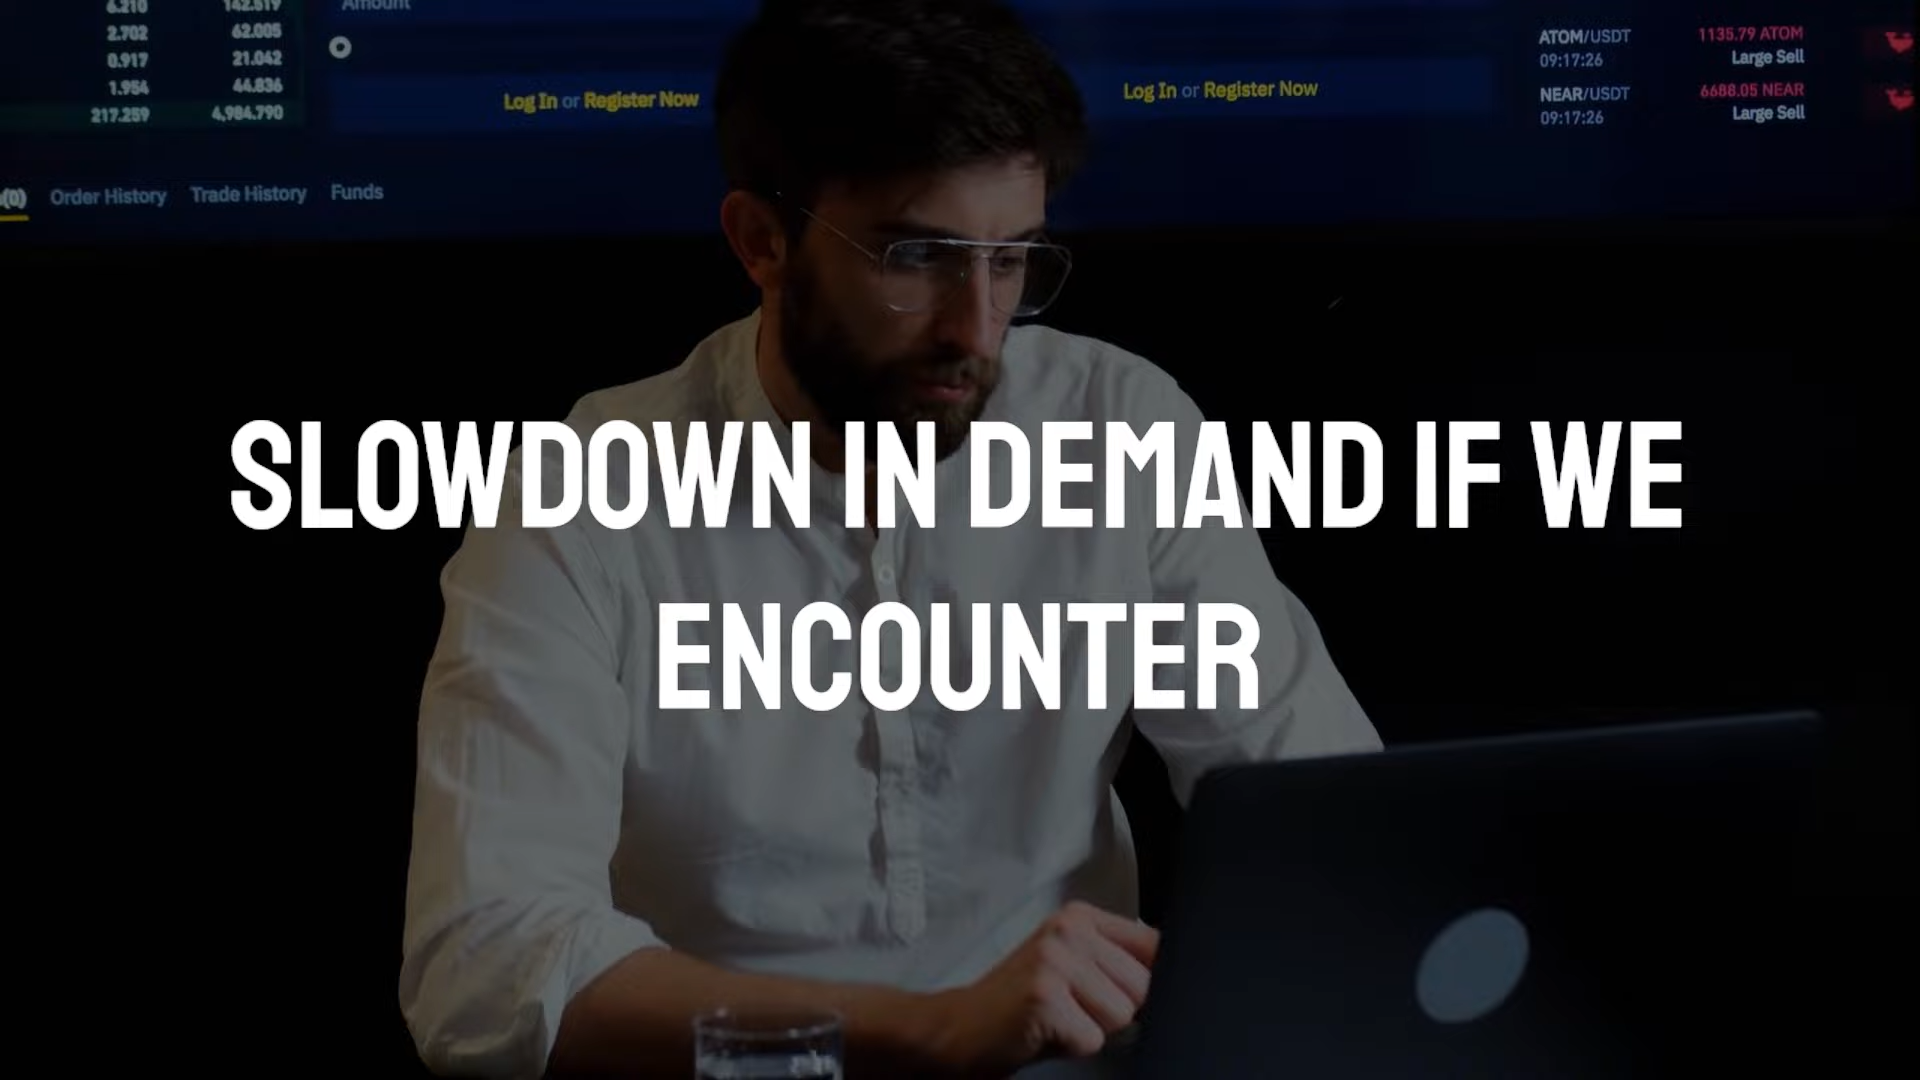 Amount
6.210 142.519
2.702 62.005
0.917 21.042
1.954 44.836
217.259 4,984.790
Log In or Register Now
Log In or Register Now
ATOM/USDT 1135.79 ATOM
09:17:26 Large Sell
NEAR/USDT 6688.05 NEAR
09:17:26 Large Sell
(0) Order History Trade History Funds
SLOWDOWN IN DEMAND IF WE
ENCOUNTER